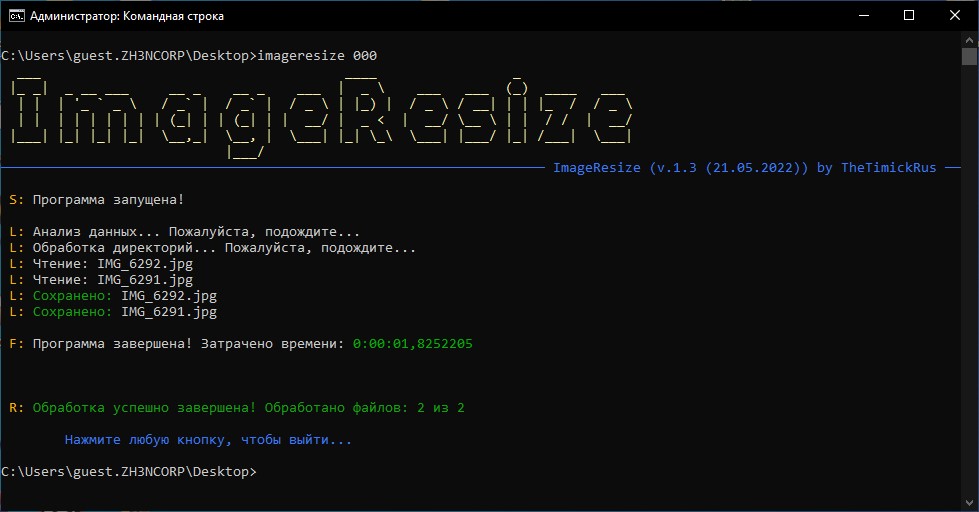 Администратор: Командная строка
C:\Users\guest.ZH3NCORP\Desktop>imageresize 000
ImageResize
ImageResize (v.1.3 (21.05.2022)) by TheTimickRus
S: Программа запущена!
L: Анализ данных... Пожалуйста, подождите...
L: Обработка директорий... Пожалуйста, подождите...
L: Чтение: IMG_6292.jpg
L: Чтение: IMG_6291.jpg
L: Сохранено: IMG_6292.jpg
L: Сохранено: IMG_6291.jpg
F: Программа завершена! Затрачено времени: 0:00:01,8252205
R: Обработка успешно завершена! Обработано файлов: 2 из 2
Нажмите любую кнопку, чтобы выйти...
C:\Users\guest.ZH3NCORP\Desktop>